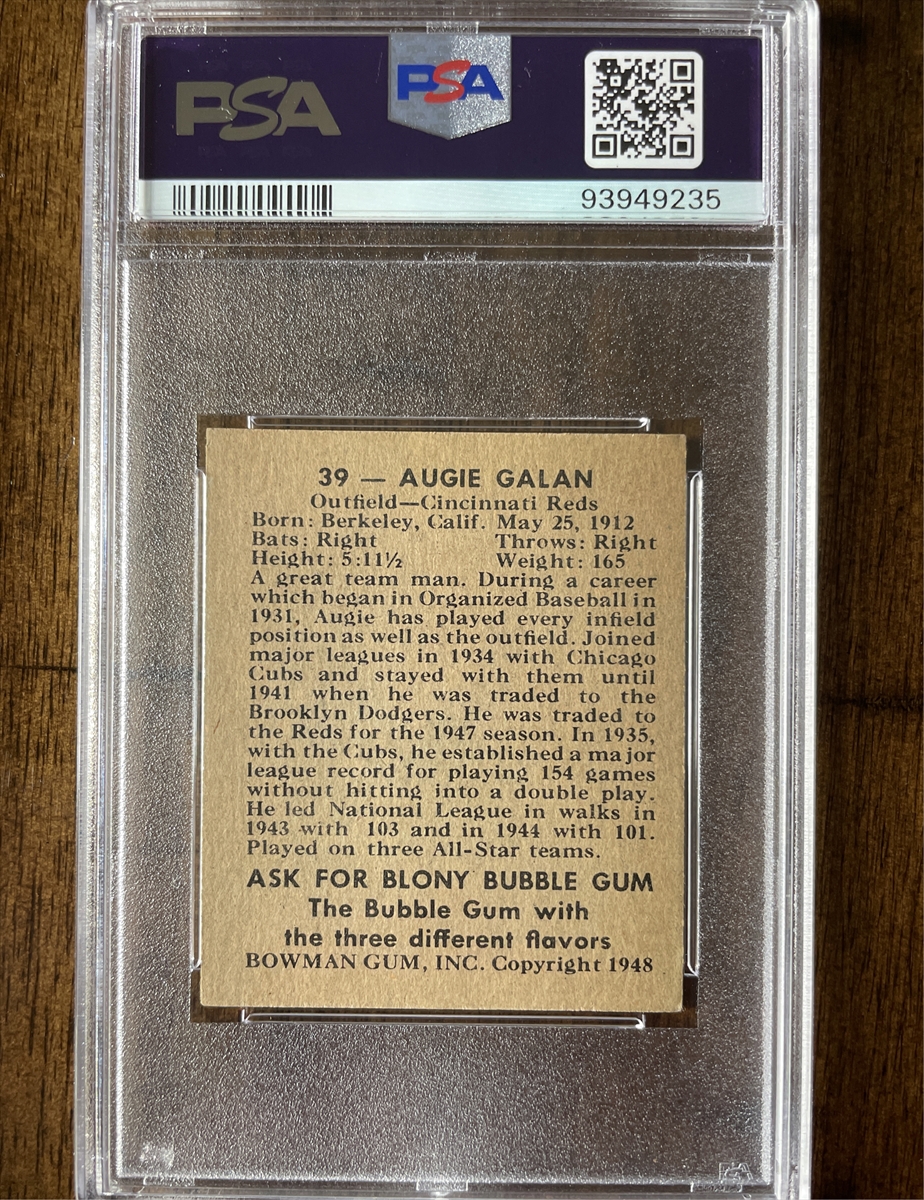 PSA
PSA
93949235
39 — AUGIE GALAN
Outfield—Cincinnati Reds
Born: Berkeley, Calif. May 25, 1912
Bats: Right Throws: Right
Height: 5:11½ Weight: 165
A great team man. During a career
which began in Organized Baseball in
1931, Augie has played every infield
position as well as the outfield. Joined
major leagues in 1934 with Chicago
Cubs and stayed with them until
1941 when he was traded to the
Brooklyn Dodgers. He was traded to
the Reds for the 1947 season. In 1935,
with the Cubs, he established a major
league record for playing 154 games
without hitting into a double play.
He led National League in walks in
1943 with 103 and in 1944 with 101.
Played on three All-Star teams.
ASK FOR BLONY BUBBLE GUM
The Bubble Gum with
the three different flavors
BOWMAN GUM, INC. Copyright 1948